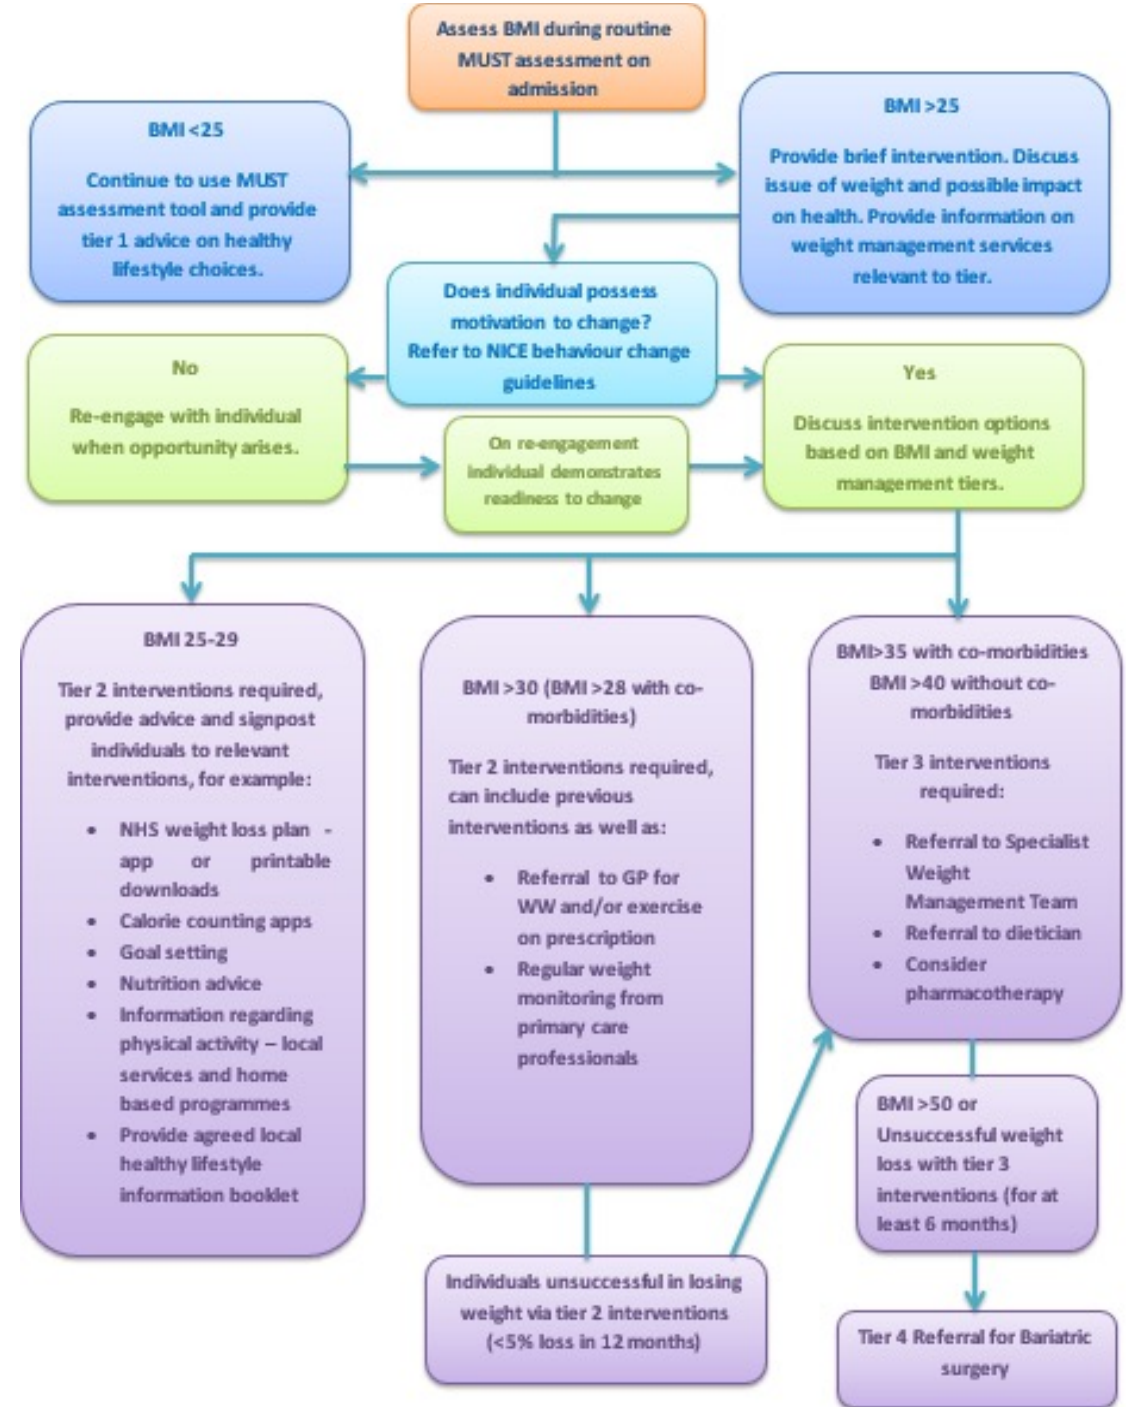 Assess BMI during routine
MUST assessment on
admission
BMI <25
Continue to use MUST
assessment tool and provide
tier 1 advice on healthy
lifestyle choices.
BMI >25
Provide brief intervention. Discuss
issue of weight and possible impact
on health. Provide information on
weight management services
relevant to tier.
Does individual possess
motivation to change?
Refer to NICE behaviour change
guidelines
No
Re-engage with individual
when opportunity arises.
On re-engagement
individual demonstrates
readiness to change
Yes
Discuss intervention options
based on BMI and weight
management tiers.
BMI 25-29
Tier 2 interventions required,
provide advice and signpost
individuals to relevant
interventions, for example:
• NHS weight loss plan -
app or printable
downloads
• Calorie counting apps
• Goal setting
• Nutrition advice
• Information regarding
physical activity – local
services and home
based programmes
• Provide agreed local
healthy lifestyle
information booklet
BMI >30 (BMI >28 with co-
morbidities)
Tier 2 interventions required,
can include previous
interventions as well as:
• Referral to GP for
WW and/or exercise
on prescription
• Regular weight
monitoring from
primary care
professionals
BMI>35 with co-morbidities
BMI >40 without co-
morbidities
Tier 3 interventions
required:
• Referral to Specialist
Weight
Management Team
• Referral to dietician
• Consider
pharmacotherapy
Individuals unsuccessful in losing
weight via tier 2 interventions
(<5% loss in 12 months)
BMI >50 or
Unsuccessful weight
loss with tier 3
interventions (for at
least 6 months)
Tier 4 Referral for Bariatric
surgery